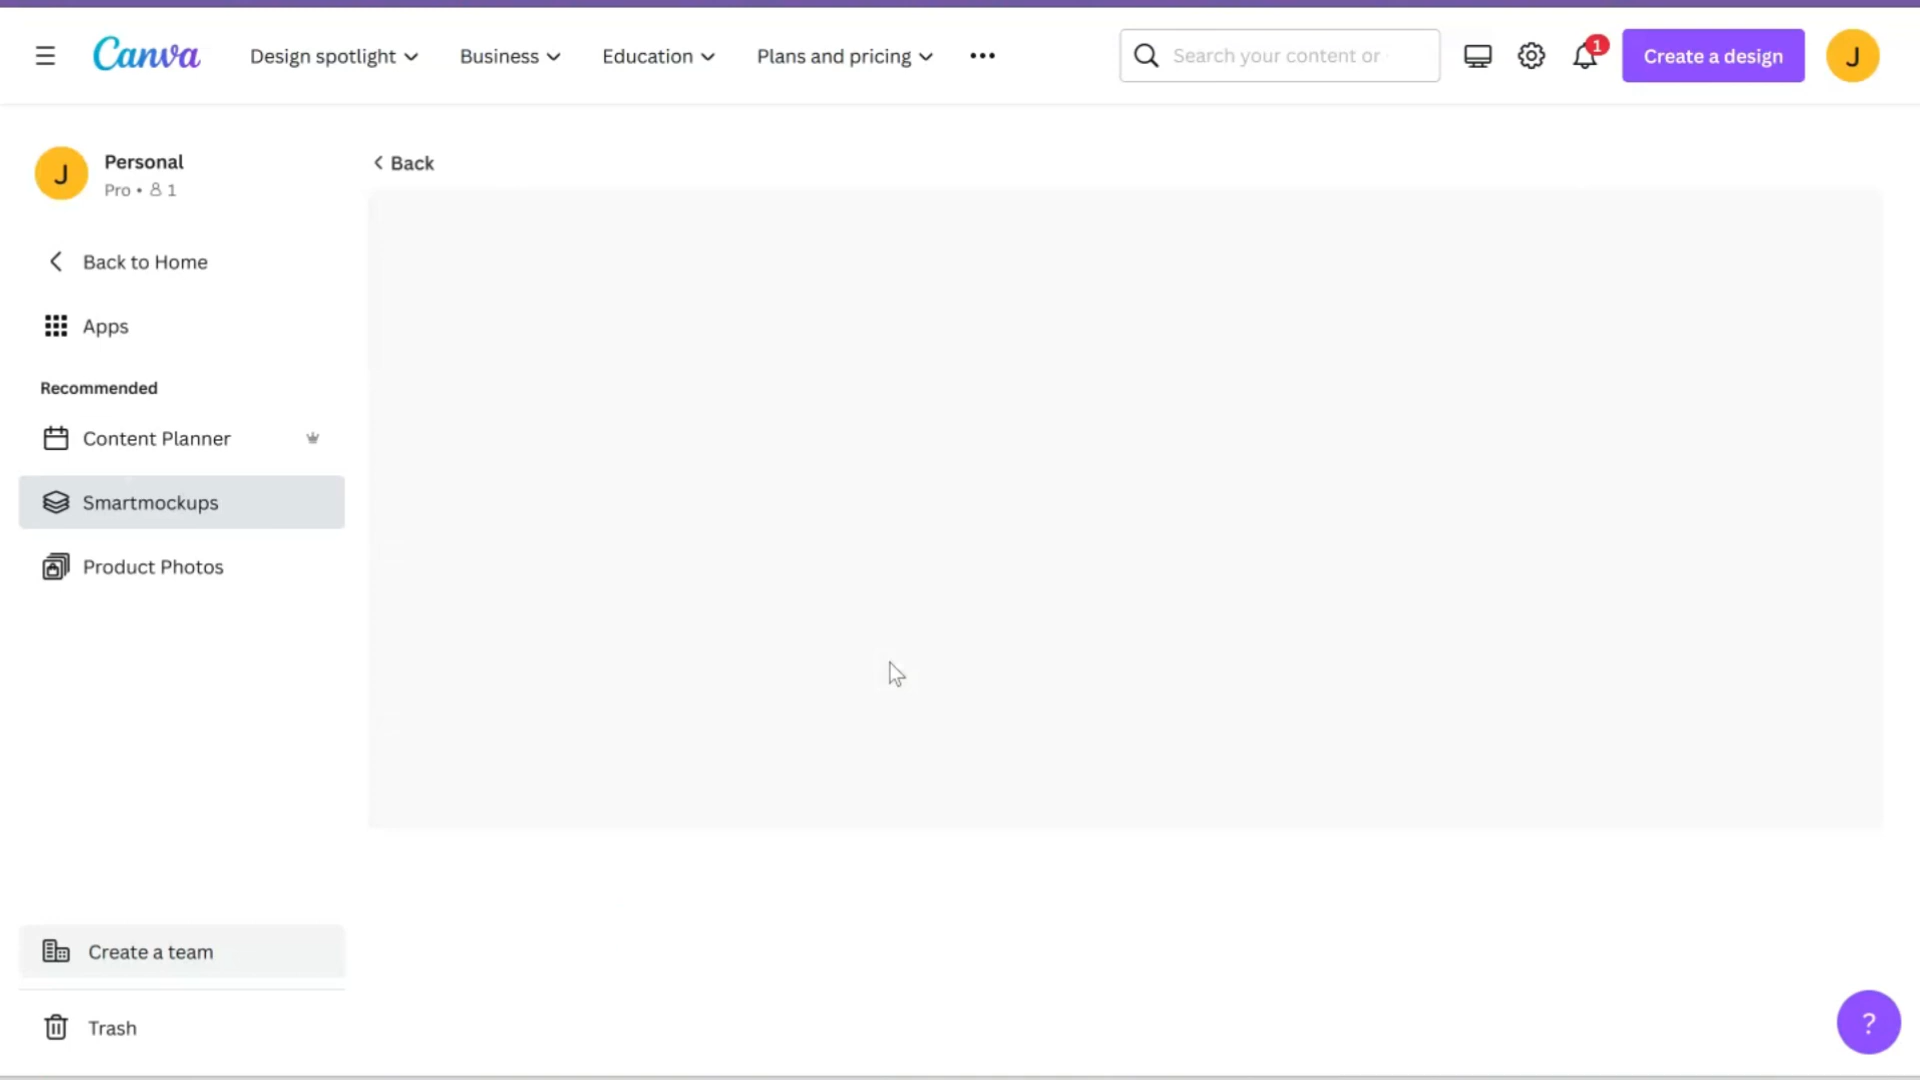 Canva
Design spotlight
Business
Education
Plans and pricing
•••
Search your content or
1
Create a design
J
J
Personal
Pro • 1
Back to Home
Apps
Recommended
Content Planner
Smartmockups
Product Photos
Back
Create a team
Trash
?